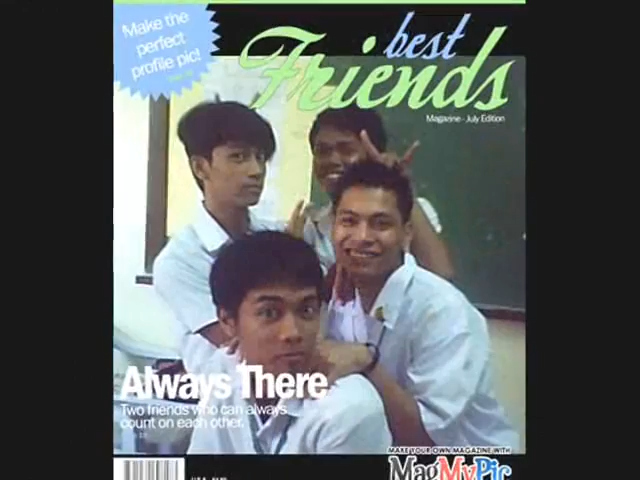 Make the
perfect
profile pic!
best
Friends
Magazine - July Edition
Always There
Two friends who can always
count on each other.
MAKE YOUR OWN MAGAZINE WITH
MagMyPic